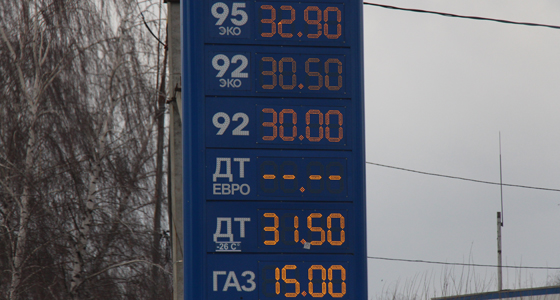 95 32.90
ЭКО
92 30.50
ЭКО
92 30.00
ДТ --.--
ЕВРО
ДТ 31.50
-26 С°
ГАЗ 15.00